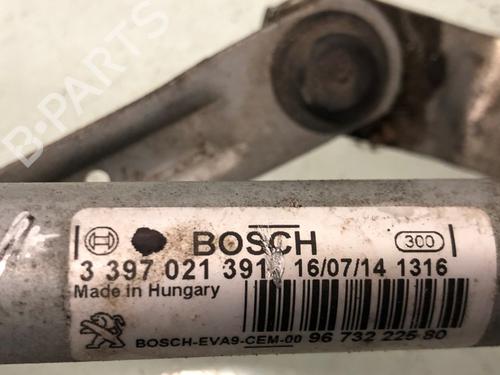 B-PARTS
BOSCH
300
3 397 021 391 16/07/14 1316
Made in Hungary
BOSCH-EVA9-CEM-00 96 732 225 80